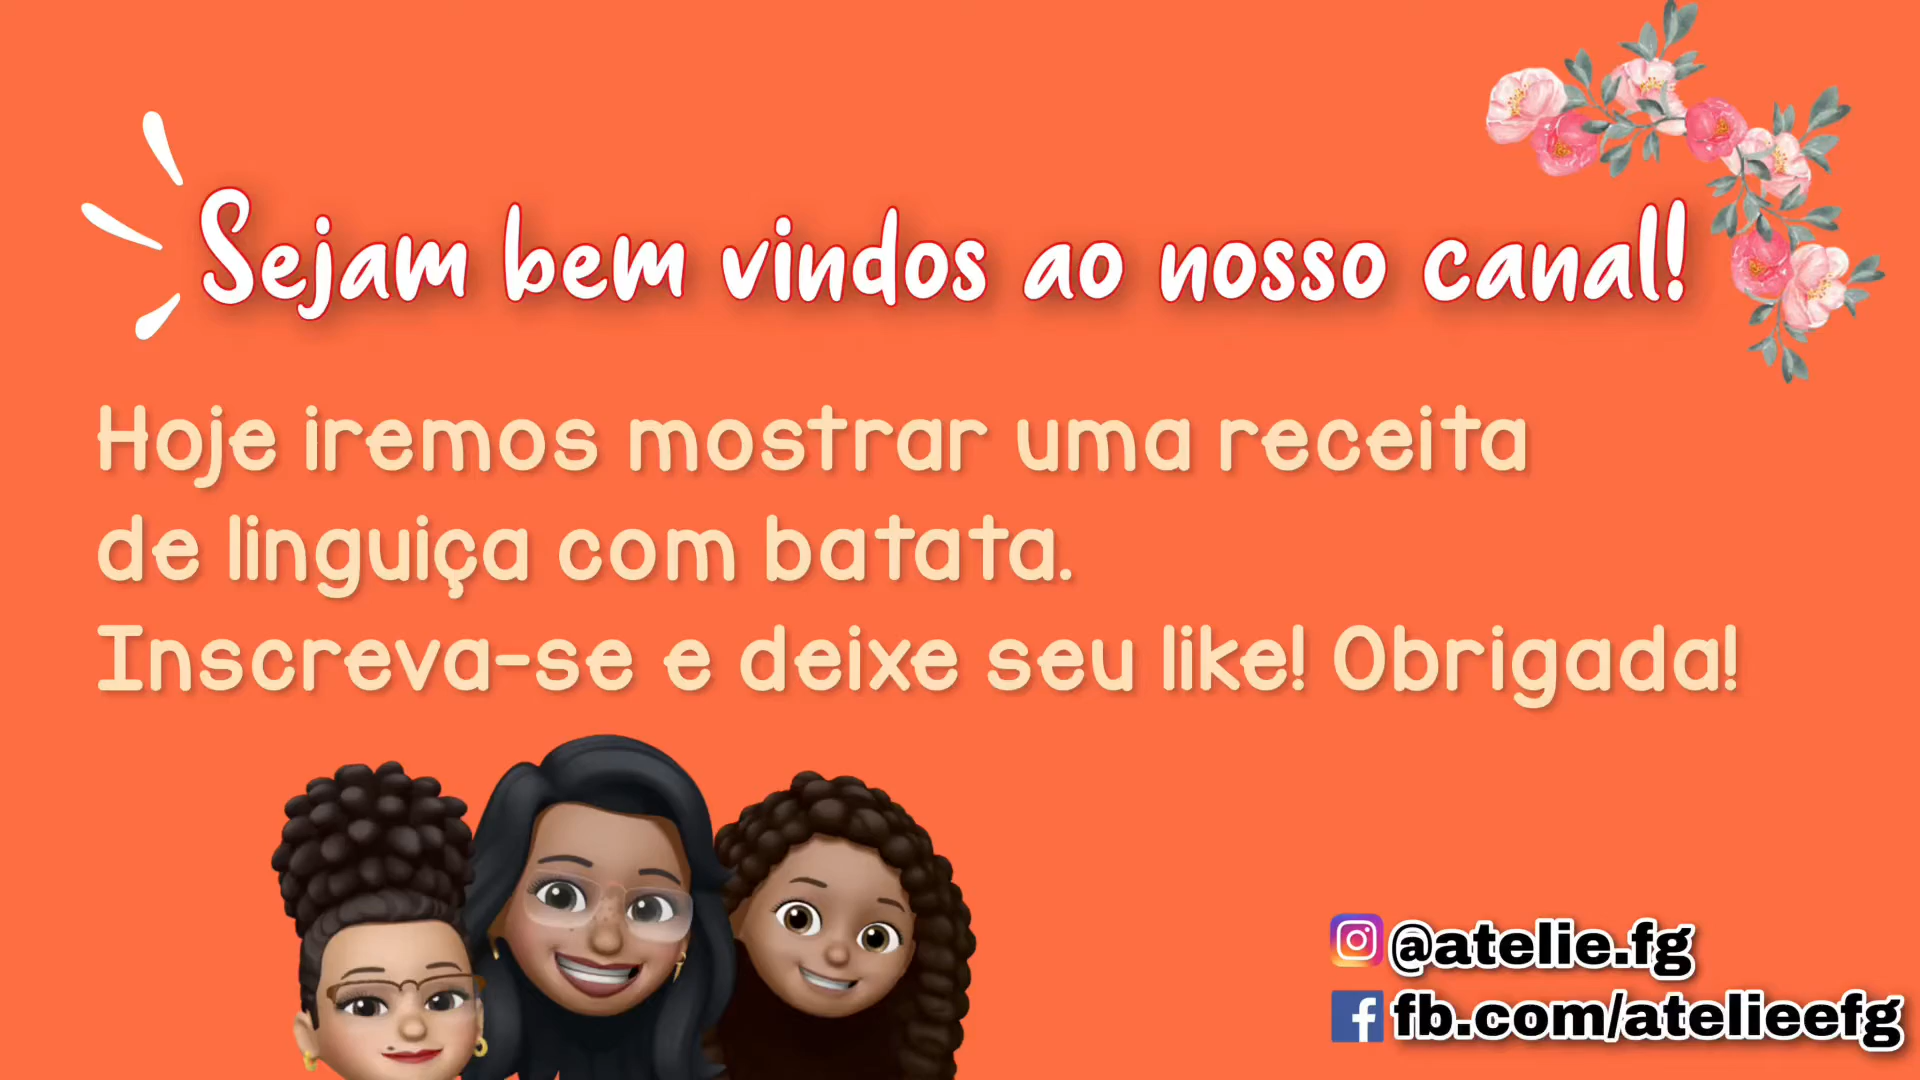 Sejam bem vindos ao nosso canal!
Hoje iremos mostrar uma receita
de linguiça com batata.
Inscreva-se e deixe seu like! Obrigada!
@atelie.fg
fb.com/atelieefg